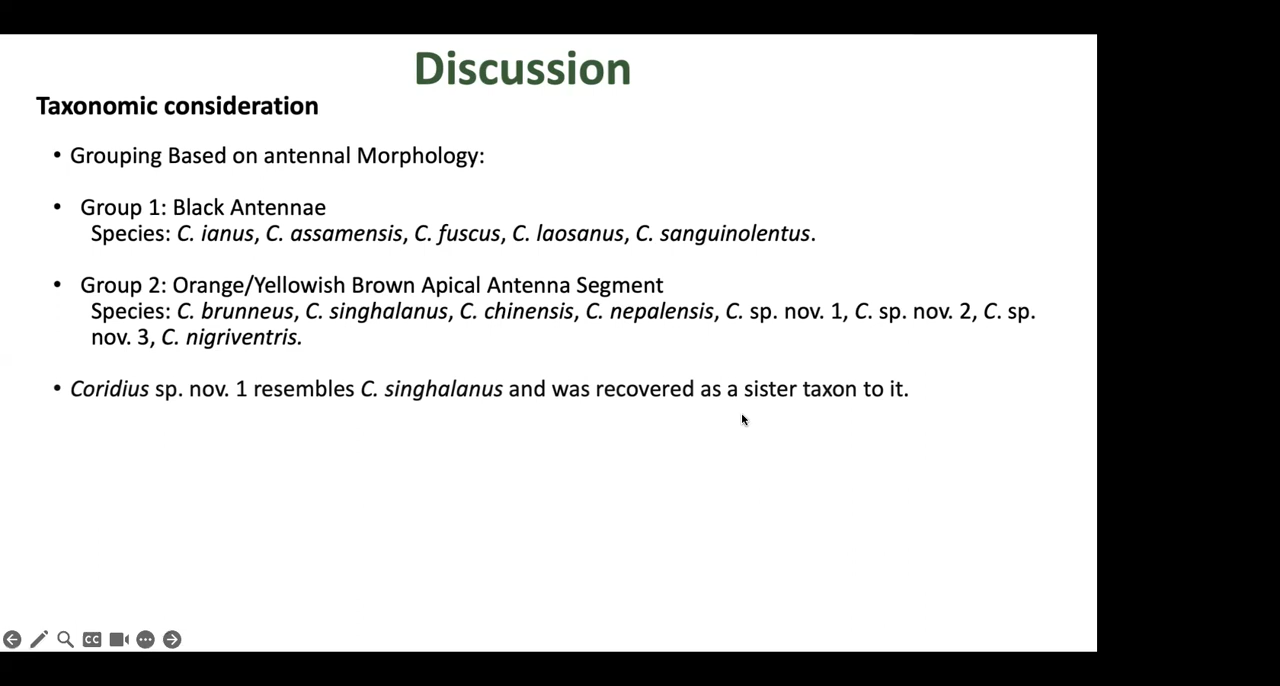 Discussion
Taxonomic consideration
• Grouping Based on antennal Morphology:
• Group 1: Black Antennae
Species: C. ianus, C. assamensis, C. fuscus, C. laosanus, C. sanguinolentus.
• Group 2: Orange/Yellowish Brown Apical Antenna Segment
Species: C. brunneus, C. singhalanus, C. chinensis, C. nepalensis, C. sp. nov. 1, C. sp. nov. 2, C. sp.
nov. 3, C. nigriventris.
• Coridius sp. nov. 1 resembles C. singhalanus and was recovered as a sister taxon to it.
CC